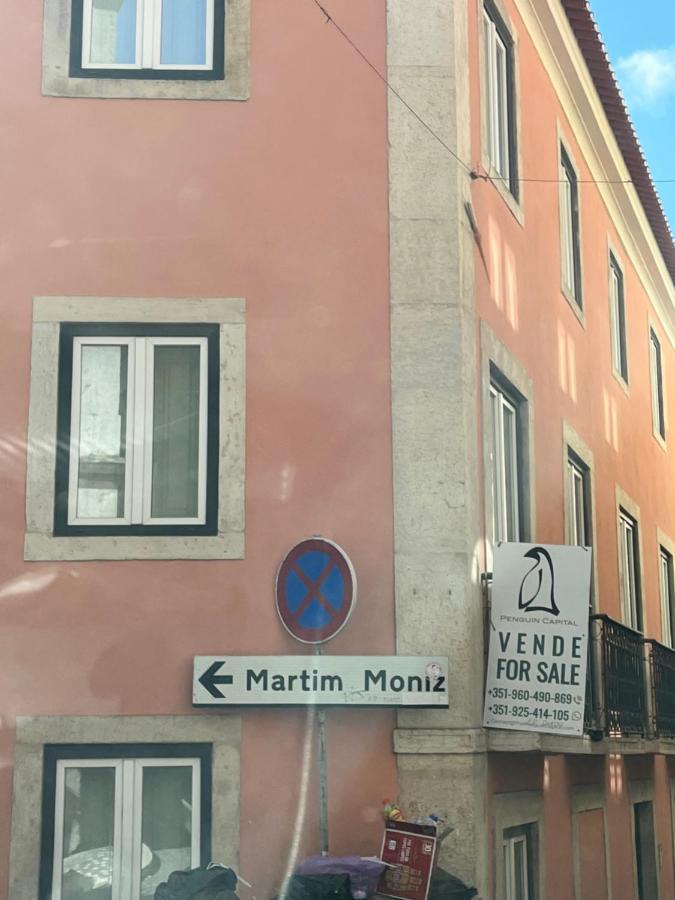 PENGUIN CAPITAL
VENDE
FOR SALE
+351-960-490-869
+351-925-414-105
Martim Moniz